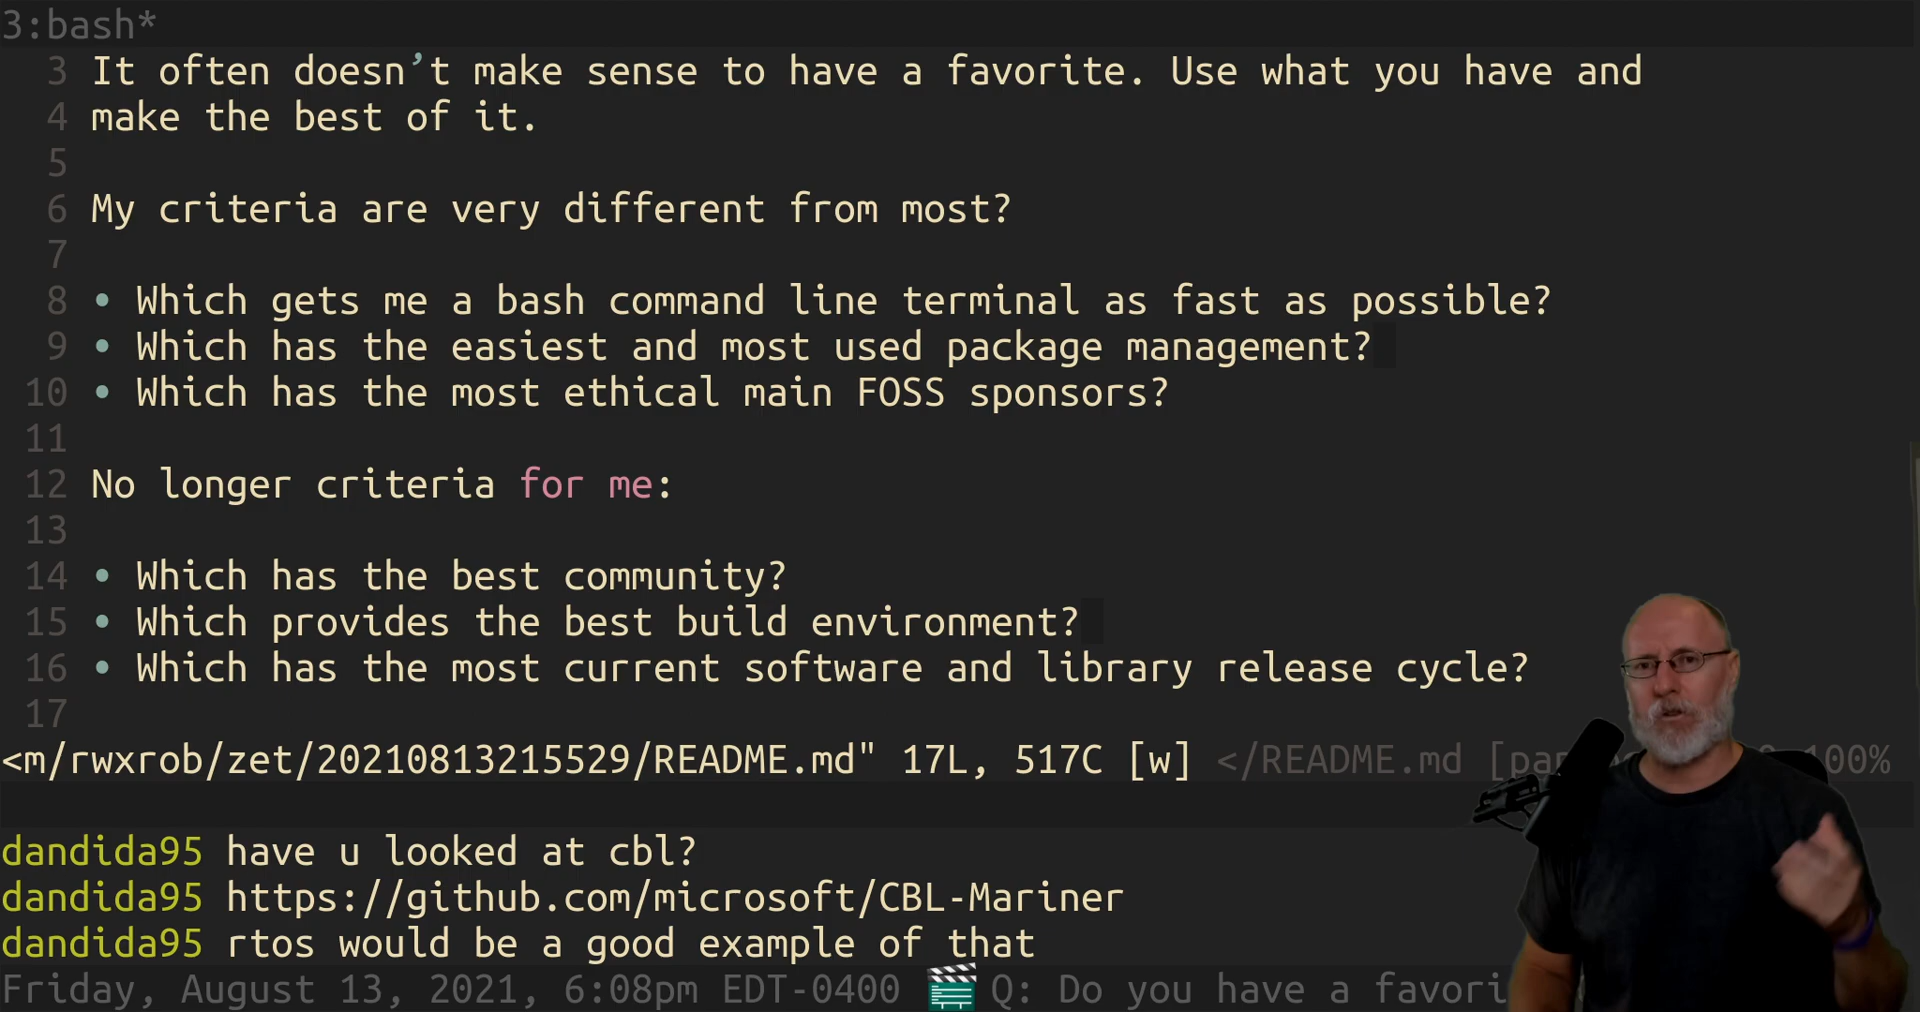 3:bash*
3 It often doesn’t make sense to have a favorite. Use what you have and
4 make the best of it.
5
6 My criteria are very different from most?
7
8 • Which gets me a bash command line terminal as fast as possible?
9 • Which has the easiest and most used package management?
10 • Which has the most ethical main FOSS sponsors?
11
12 No longer criteria for me:
13
14 • Which has the best community?
15 • Which provides the best build environment?
16 • Which has the most current software and library release cycle?
17
<m/rwxrob/zet/20210813215529/README.md" 17L, 517C [w] </README.md 100%
dandida95 have u looked at cbl?
dandida95 https://github.com/microsoft/CBL-Mariner
dandida95 rtos would be a good example of that
Friday, August 13, 2021, 6:08pm EDT-0400 🎬 Q: Do you have a favori